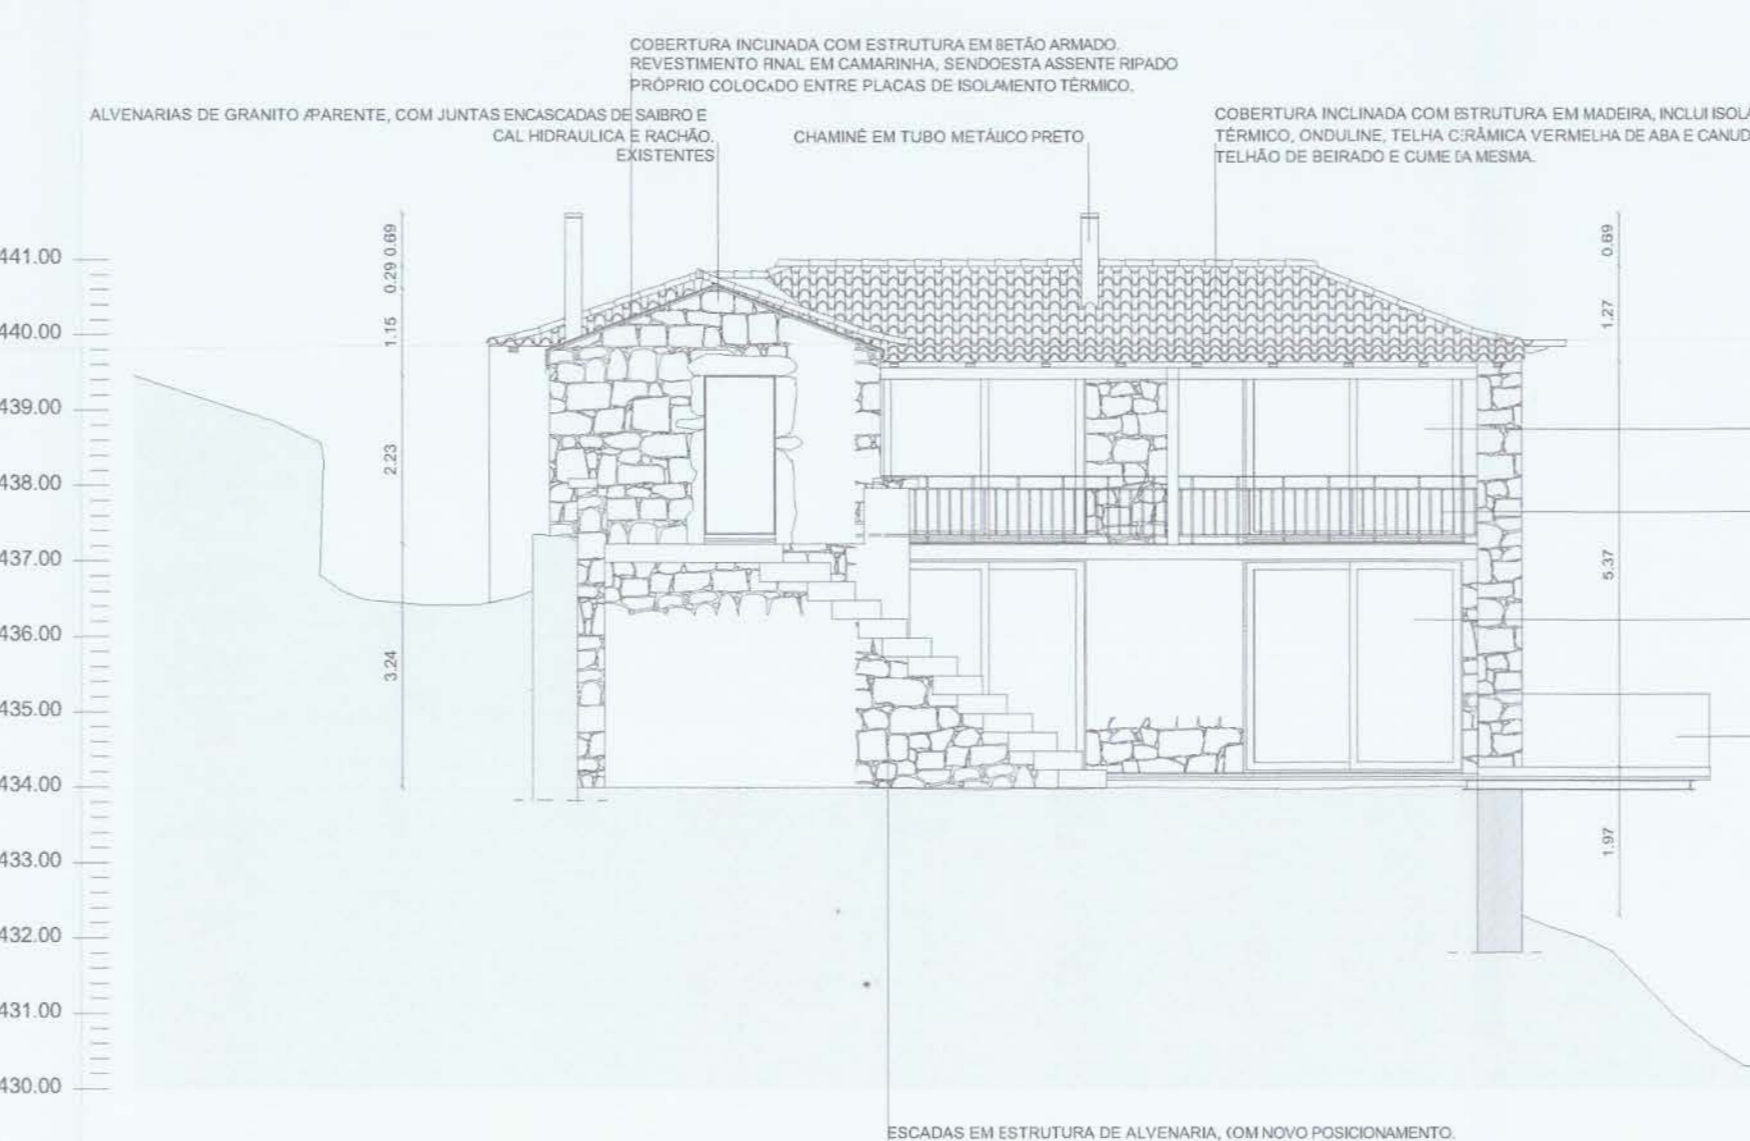 COBERTURA INCLINADA COM ESTRUTURA EM BETÃO ARMADO.
REVESTIMENTO FINAL EM CAMARINHA, SENDOESTA ASSENTE RIPADO
PRÓPRIO COLOCADO ENTRE PLACAS DE ISOLAMENTO TÉRMICO.
ALVENARIAS DE GRANITO APARENTE, COM JUNTAS ENCASCADAS DE SAIBRO E
CAL HIDRAULICA E RACHÃO.
EXISTENTES
CHAMINÉ EM TUBO METÁLICO PRETO
COBERTURA INCLINADA COM ESTRUTURA EM MADEIRA, INCLUI ISOLA
TÉRMICO, ONDULINE, TELHA CERÂMICA VERMELHA DE ABA E CANUD
TELHÃO DE BEIRADO E CUME DA MESMA.
441.00
440.00
439.00
438.00
437.00
436.00
435.00
434.00
433.00
432.00
431.00
430.00
0.69
0.29
1.15
2.23
3.24
0.69
1.27
5.37
1.97
ESCADAS EM ESTRUTURA DE ALVENARIA, COM NOVO POSICIONAMENTO.